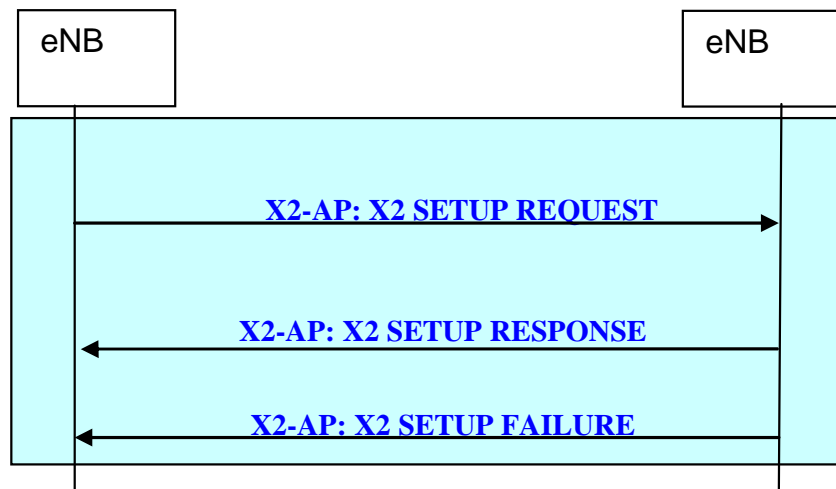 eNB
eNB
X2-AP: X2 SETUP REQUEST
X2-AP: X2 SETUP RESPONSE
X2-AP: X2 SETUP FAILURE